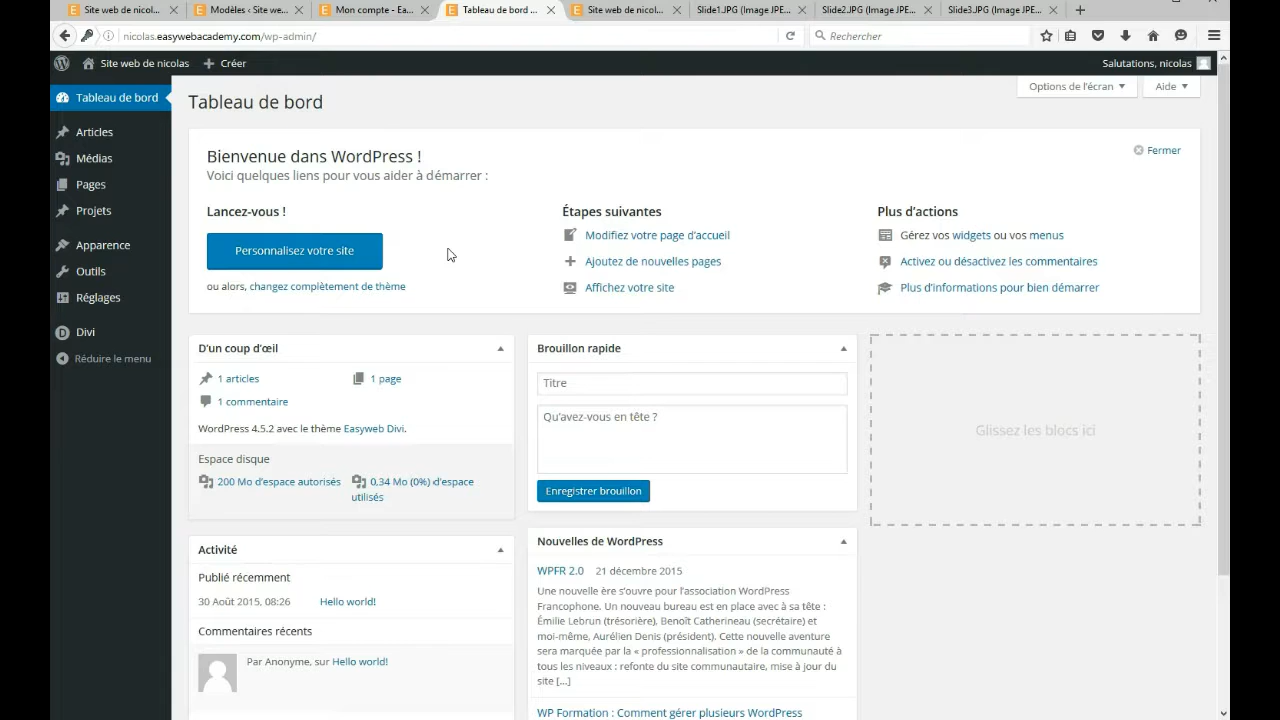 Site web de nicol...
Modèles ‹ Site we...
Mon compte - Ea...
Tableau de bord ...
Site web de nicol...
Slide1.JPG (Image JPE...
Slide2.JPG (Image JPE...
Slide3.JPG (Image JPE...
nicolas.easywebacademy.com/wp-admin/
Rechercher
Site web de nicolas
Créer
Salutations, nicolas
Tableau de bord
Articles
Médias
Pages
Projets
Apparence
Outils
Réglages
Divi
Réduire le menu
Options de l'écran
Aide
Tableau de bord
Bienvenue dans WordPress !
Fermer
Voici quelques liens pour vous aider à démarrer :
Lancez-vous !
Personnalisez votre site
ou alors, changez complètement de thème
Étapes suivantes
Modifiez votre page d'accueil
Ajoutez de nouvelles pages
Affichez votre site
Plus d'actions
Gérez vos widgets ou vos menus
Activez ou désactivez les commentaires
Plus d'informations pour bien démarrer
D'un coup d'œil
1 articles
1 page
1 commentaire
WordPress 4.5.2 avec le thème Easyweb Divi.
Espace disque
200 Mo d'espace autorisés
0,34 Mo (0%) d'espace
utilisés
Activité
Publié récemment
30 Août 2015, 08:26 Hello world!
Commentaires récents
Par Anonyme, sur Hello world!
Brouillon rapide
Titre
Qu'avez-vous en tête ?
Enregistrer brouillon
Nouvelles de WordPress
WPFR 2.0 21 décembre 2015
Une nouvelle ère s'ouvre pour l'association WordPress
Francophone. Un nouveau bureau est en place avec à sa tête :
Émilie Lebrun (trésorière), Benoît Catherineau (secrétaire) et
moi-même, Aurélien Denis (président). Cette nouvelle aventure
sera marquée par la « professionnalisation » de la communauté à
tous les niveaux : refonte du site communautaire, mise à jour du
site [...]
WP Formation : Comment gérer plusieurs WordPress
Glissez les blocs ici